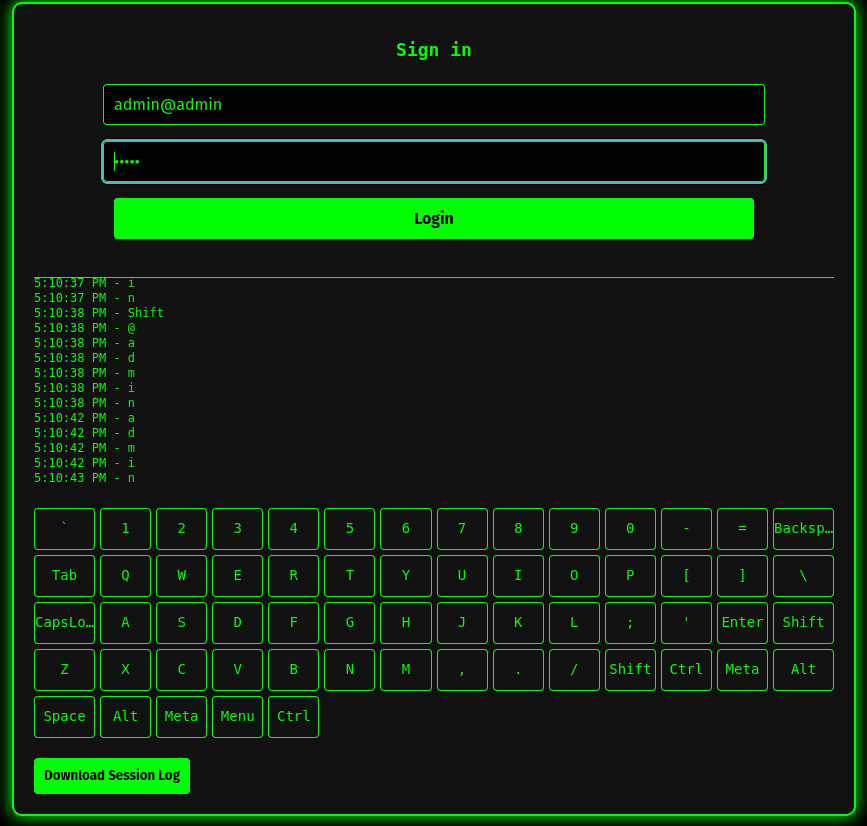 Sign in
admin@admin
•••••
Login
5:10:37 PM - i
5:10:37 PM - n
5:10:38 PM - Shift
5:10:38 PM - @
5:10:38 PM - a
5:10:38 PM - d
5:10:38 PM - m
5:10:38 PM - i
5:10:38 PM - n
5:10:42 PM - a
5:10:42 PM - d
5:10:42 PM - m
5:10:42 PM - i
5:10:43 PM - n
` 1 2 3 4 5 6 7 8 9 0 - = Backsp…
Tab Q W E R T Y U I O P [ ] \
CapsLo… A S D F G H J K L ; ' Enter Shift
Z X C V B N M , . / Shift Ctrl Meta Alt
Space Alt Meta Menu Ctrl
Download Session Log